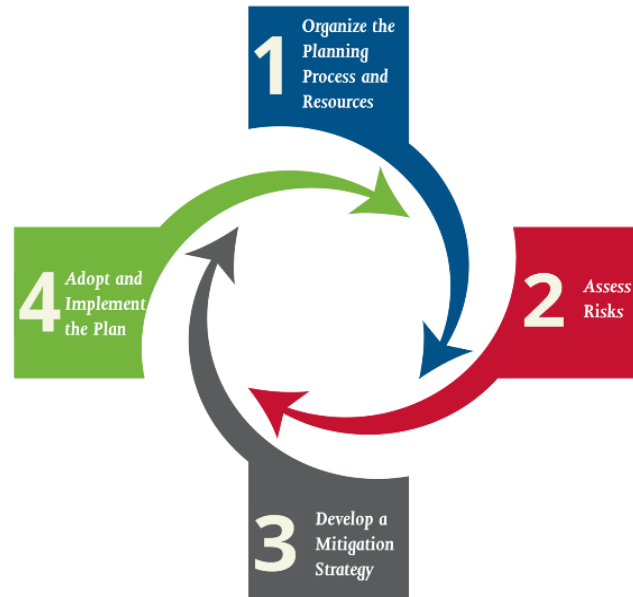 1
Organize the
Planning
Process and
Resources
2
Assess
Risks
3
Develop a
Mitigation
Strategy
4
Adopt and
Implement
the Plan